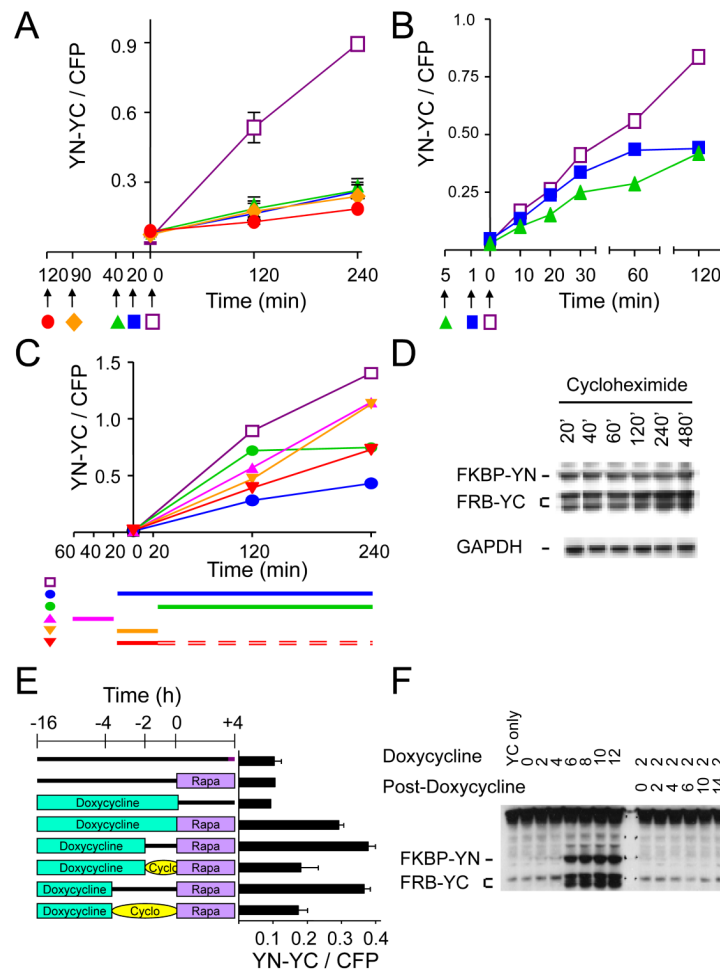 A
YN-YC / CFP
0.9
0.6
0.3
120 90 40 20 0 120 240
Time (min)
B
YN-YC / CFP
1.0
0.75
0.50
0.25
5 1 0 10 20 30 60 120
Time (min)
C
YN-YC / CFP
1.5
1.0
0.5
60 40 20 0 20 120 240
Time (min)
D
Cycloheximide
20' 40' 60' 120' 240' 480'
FKBP-YN
FRB-YC
GAPDH
E
Time (h)
-16 -4 -2 0 +4
Rapa
Doxycycline
Doxycycline Rapa
Doxycycline Rapa
Doxycycline Cyclo Rapa
Doxycycline Rapa
Doxycycline Cyclo Rapa
0.1 0.2 0.3 0.4
YN-YC / CFP
F
YC only
Doxycycline 0 2 4 6 8 10 12 2 2 2 2 2 2
Post-Doxycycline 0 2 4 6 10 14
FKBP-YN
FRB-YC